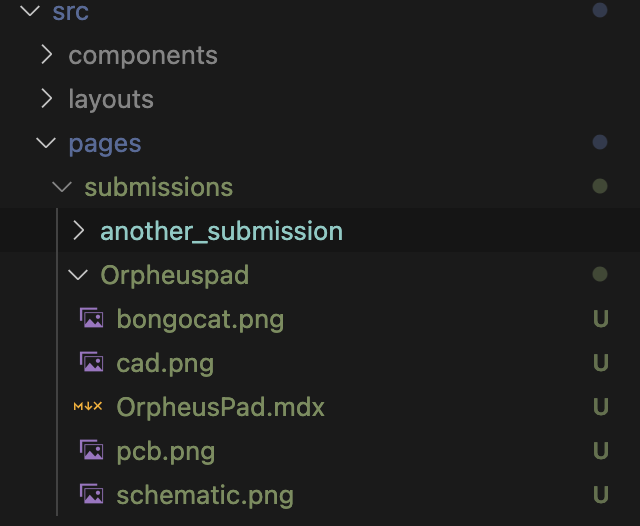 src
components
layouts
pages
submissions
another_submission
Orpheuspad
bongocat.png U
cad.png U
M↓X OrpheusPad.mdx U
pcb.png U
schematic.png U